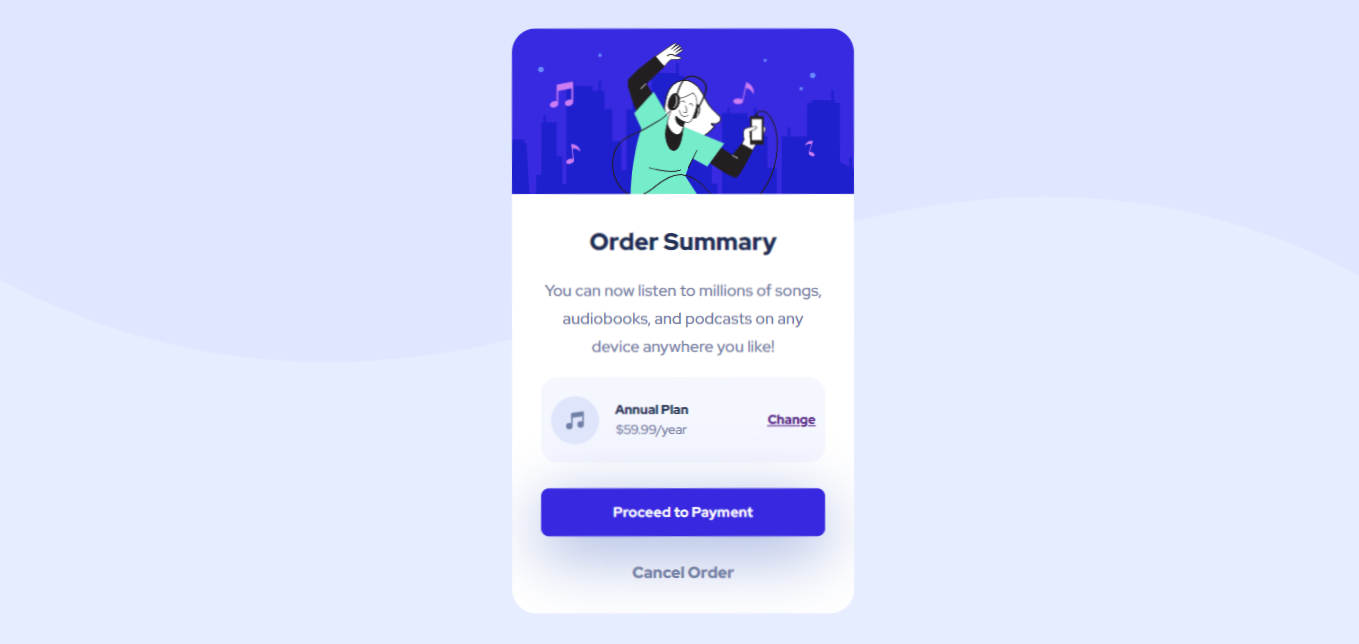 Order Summary
You can now listen to millions of songs,
audiobooks, and podcasts on any
device anywhere you like!
Annual Plan
$59.99/year
Change
Proceed to Payment
Cancel Order